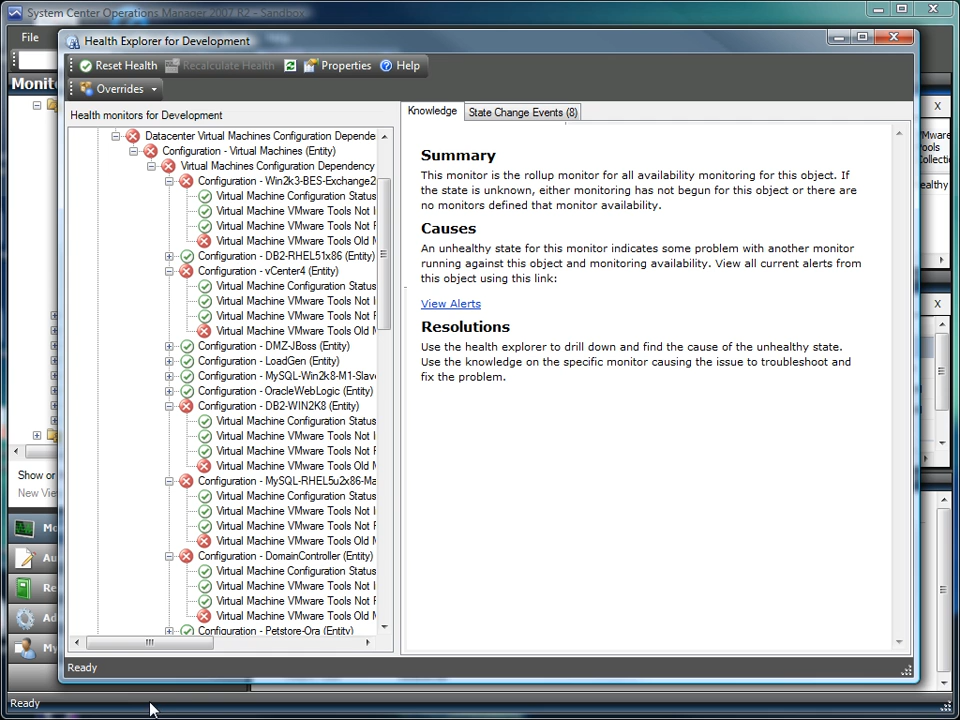 System Center Operations Manager 2007 R2 - Sandbox
File
Health Explorer for Development
Reset Health
Recalculate Health
Properties
Help
Overrides
Monit
Health monitors for Development
Knowledge
State Change Events (8)
Datacenter Virtual Machines Configuration Depende
Configuration - Virtual Machines (Entity)
Virtual Machines Configuration Dependency
Configuration - Win2k3-BES-Exchange2
Virtual Machine Configuration Status
Virtual Machine VMware Tools Not I
Virtual Machine VMware Tools Not F
Virtual Machine VMware Tools Old M
Configuration - DB2-RHEL51x86 (Entity)
Configuration - vCenter4 (Entity)
Virtual Machine Configuration Status
Virtual Machine VMware Tools Not I
Virtual Machine VMware Tools Not F
Virtual Machine VMware Tools Old M
Configuration - DMZ-JBoss (Entity)
Configuration - LoadGen (Entity)
Configuration - MySQL-Win2k8-M1-Slave
Configuration - OracleWebLogic (Entity)
Configuration - DB2-WIN2K8 (Entity)
Virtual Machine Configuration Status
Virtual Machine VMware Tools Not I
Virtual Machine VMware Tools Not F
Virtual Machine VMware Tools Old M
Configuration - MySQL-RHEL5u2x86-Ma
Virtual Machine Configuration Status
Virtual Machine VMware Tools Not I
Virtual Machine VMware Tools Not F
Virtual Machine VMware Tools Old M
Configuration - DomainController (Entity)
Virtual Machine Configuration Status
Virtual Machine VMware Tools Not I
Virtual Machine VMware Tools Not F
Virtual Machine VMware Tools Old M
Configuration - Petstore-Ora (Entity)
Summary
This monitor is the rollup monitor for all availability monitoring for this object. If
the state is unknown, either monitoring has not begun for this object or there are
no monitors defined that monitor availability.
Causes
An unhealthy state for this monitor indicates some problem with another monitor
running against this object and monitoring availability. View all current alerts from
this object using this link:
View Alerts
Resolutions
Use the health explorer to drill down and find the cause of the unhealthy state.
Use the knowledge on the specific monitor causing the issue to troubleshoot and
fix the problem.
VMware
Tools
Collecti
ealthy
Show or
New Vie
Mo
Au
Re
Ad
My
Ready
Ready